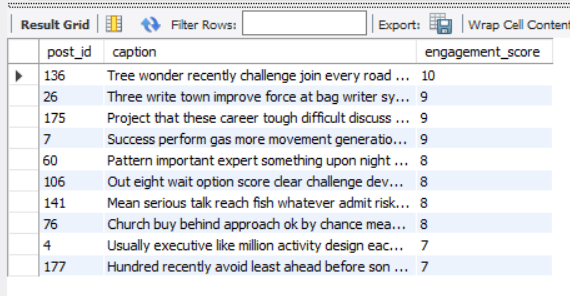 Result Grid Filter Rows: Export: Wrap Cell Content
post_id caption engagement_score
136 Tree wonder recently challenge join every road ... 10
26 Three write town improve force at bag writer sy... 9
175 Project that these career tough difficult discuss ... 9
7 Success perform gas more movement generatio... 9
60 Pattern important expert something upon night ... 8
106 Out eight wait option score clear challenge dev... 8
141 Mean serious talk reach fish whatever admit risk... 8
76 Church buy behind approach ok by chance mea... 8
4 Usually executive like million activity design eac... 7
177 Hundred recently avoid least ahead before son ... 7